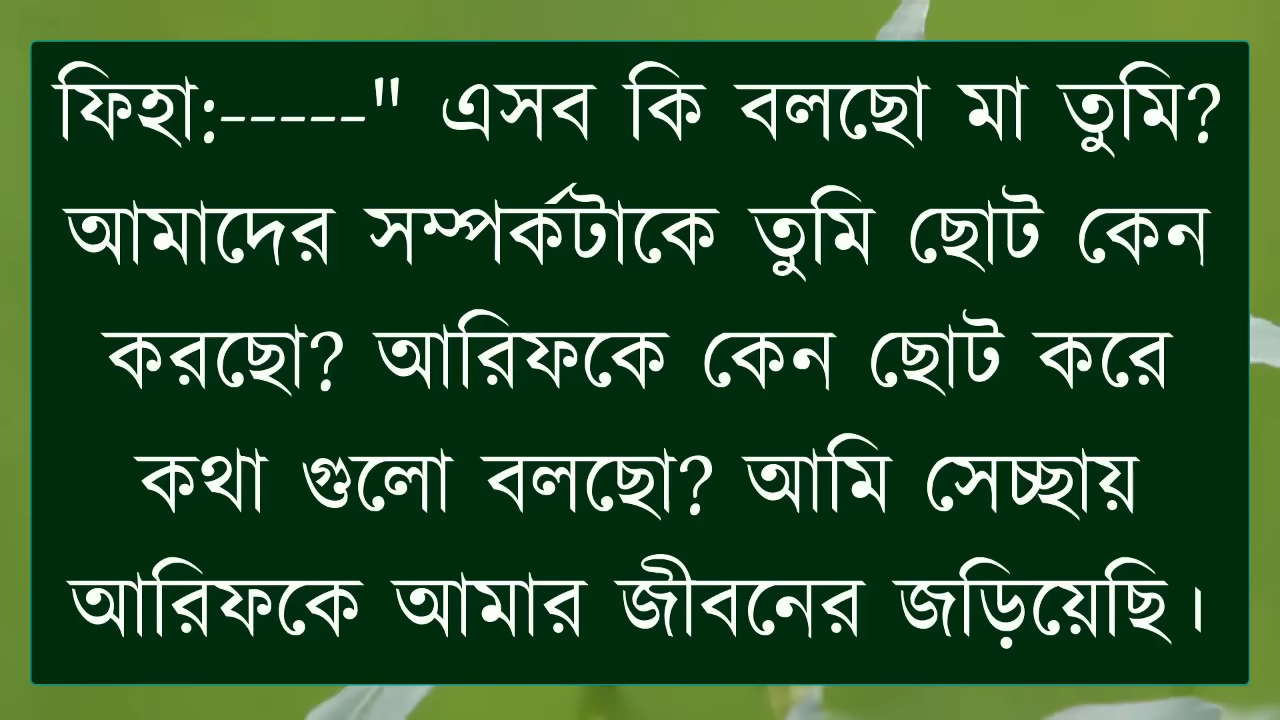 ফিহা:-----" এসব কি বলছো মা তুমি?
আমাদের সম্পর্কটাকে তুমি ছোট কেন
করছো? আরিফকে কেন ছোট করে
কথা গুলো বলছো? আমি সেচ্ছায়
আরিফকে আমার জীবনের জড়িয়েছি।